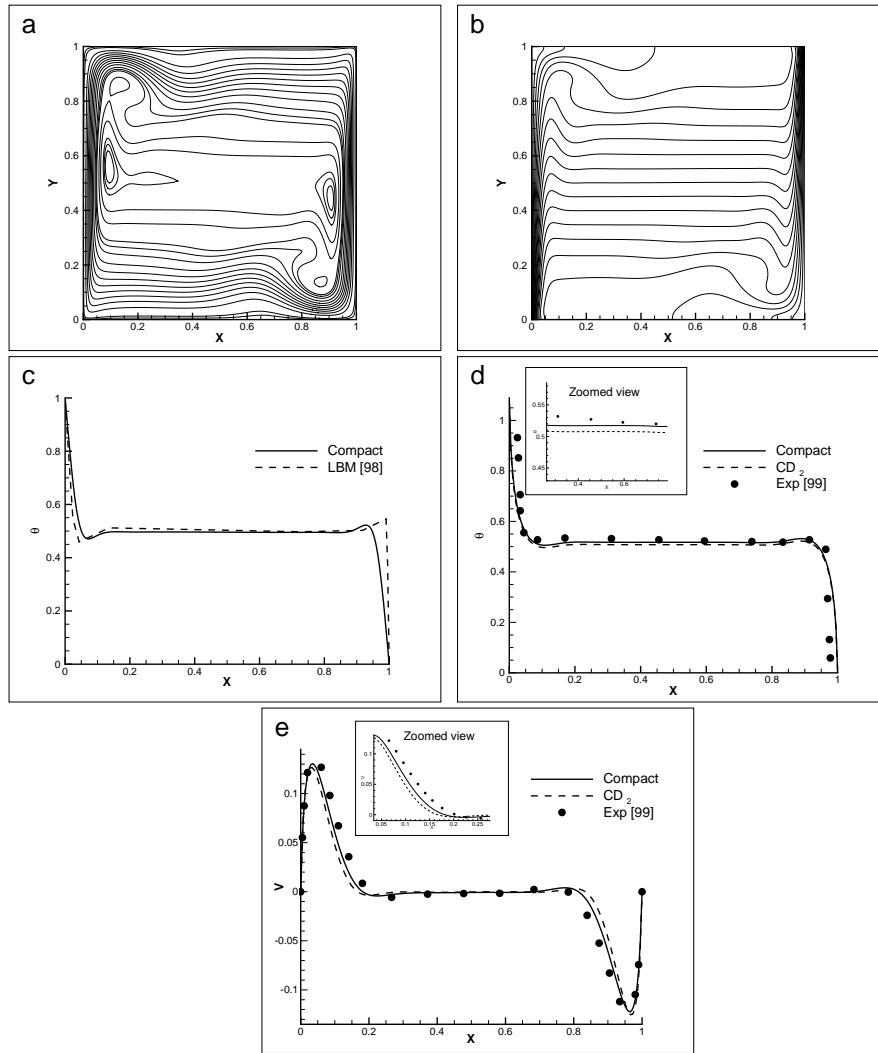 a
Y
1
0.8
0.6
0.4
0.2
0
0 0.2 0.4 0.6 0.8 1
X
b
Y
1
0.8
0.6
0.4
0.2
0
0 0.2 0.4 0.6 0.8 1
X
c
θ
1
0.8
0.6
0.4
0.2
0
0 0.2 0.4 0.6 0.8 1
X
Compact
LBM [98]
d
θ
1
0.8
0.6
0.4
0.2
0
0 0.2 0.4 0.6 0.8 1
X
Zoomed view
θ
0.55
0.5
0.45
0.4 0.6
X
Compact
CD 2
Exp [99]
e
V
0.1
0.05
0
-0.05
-0.1
0 0.2 0.4 0.6 0.8 1
X
Zoomed view
V
0.1
0.05
0
0.05 0.1 0.15 0.2 0.25
X
Compact
CD 2
Exp [99]